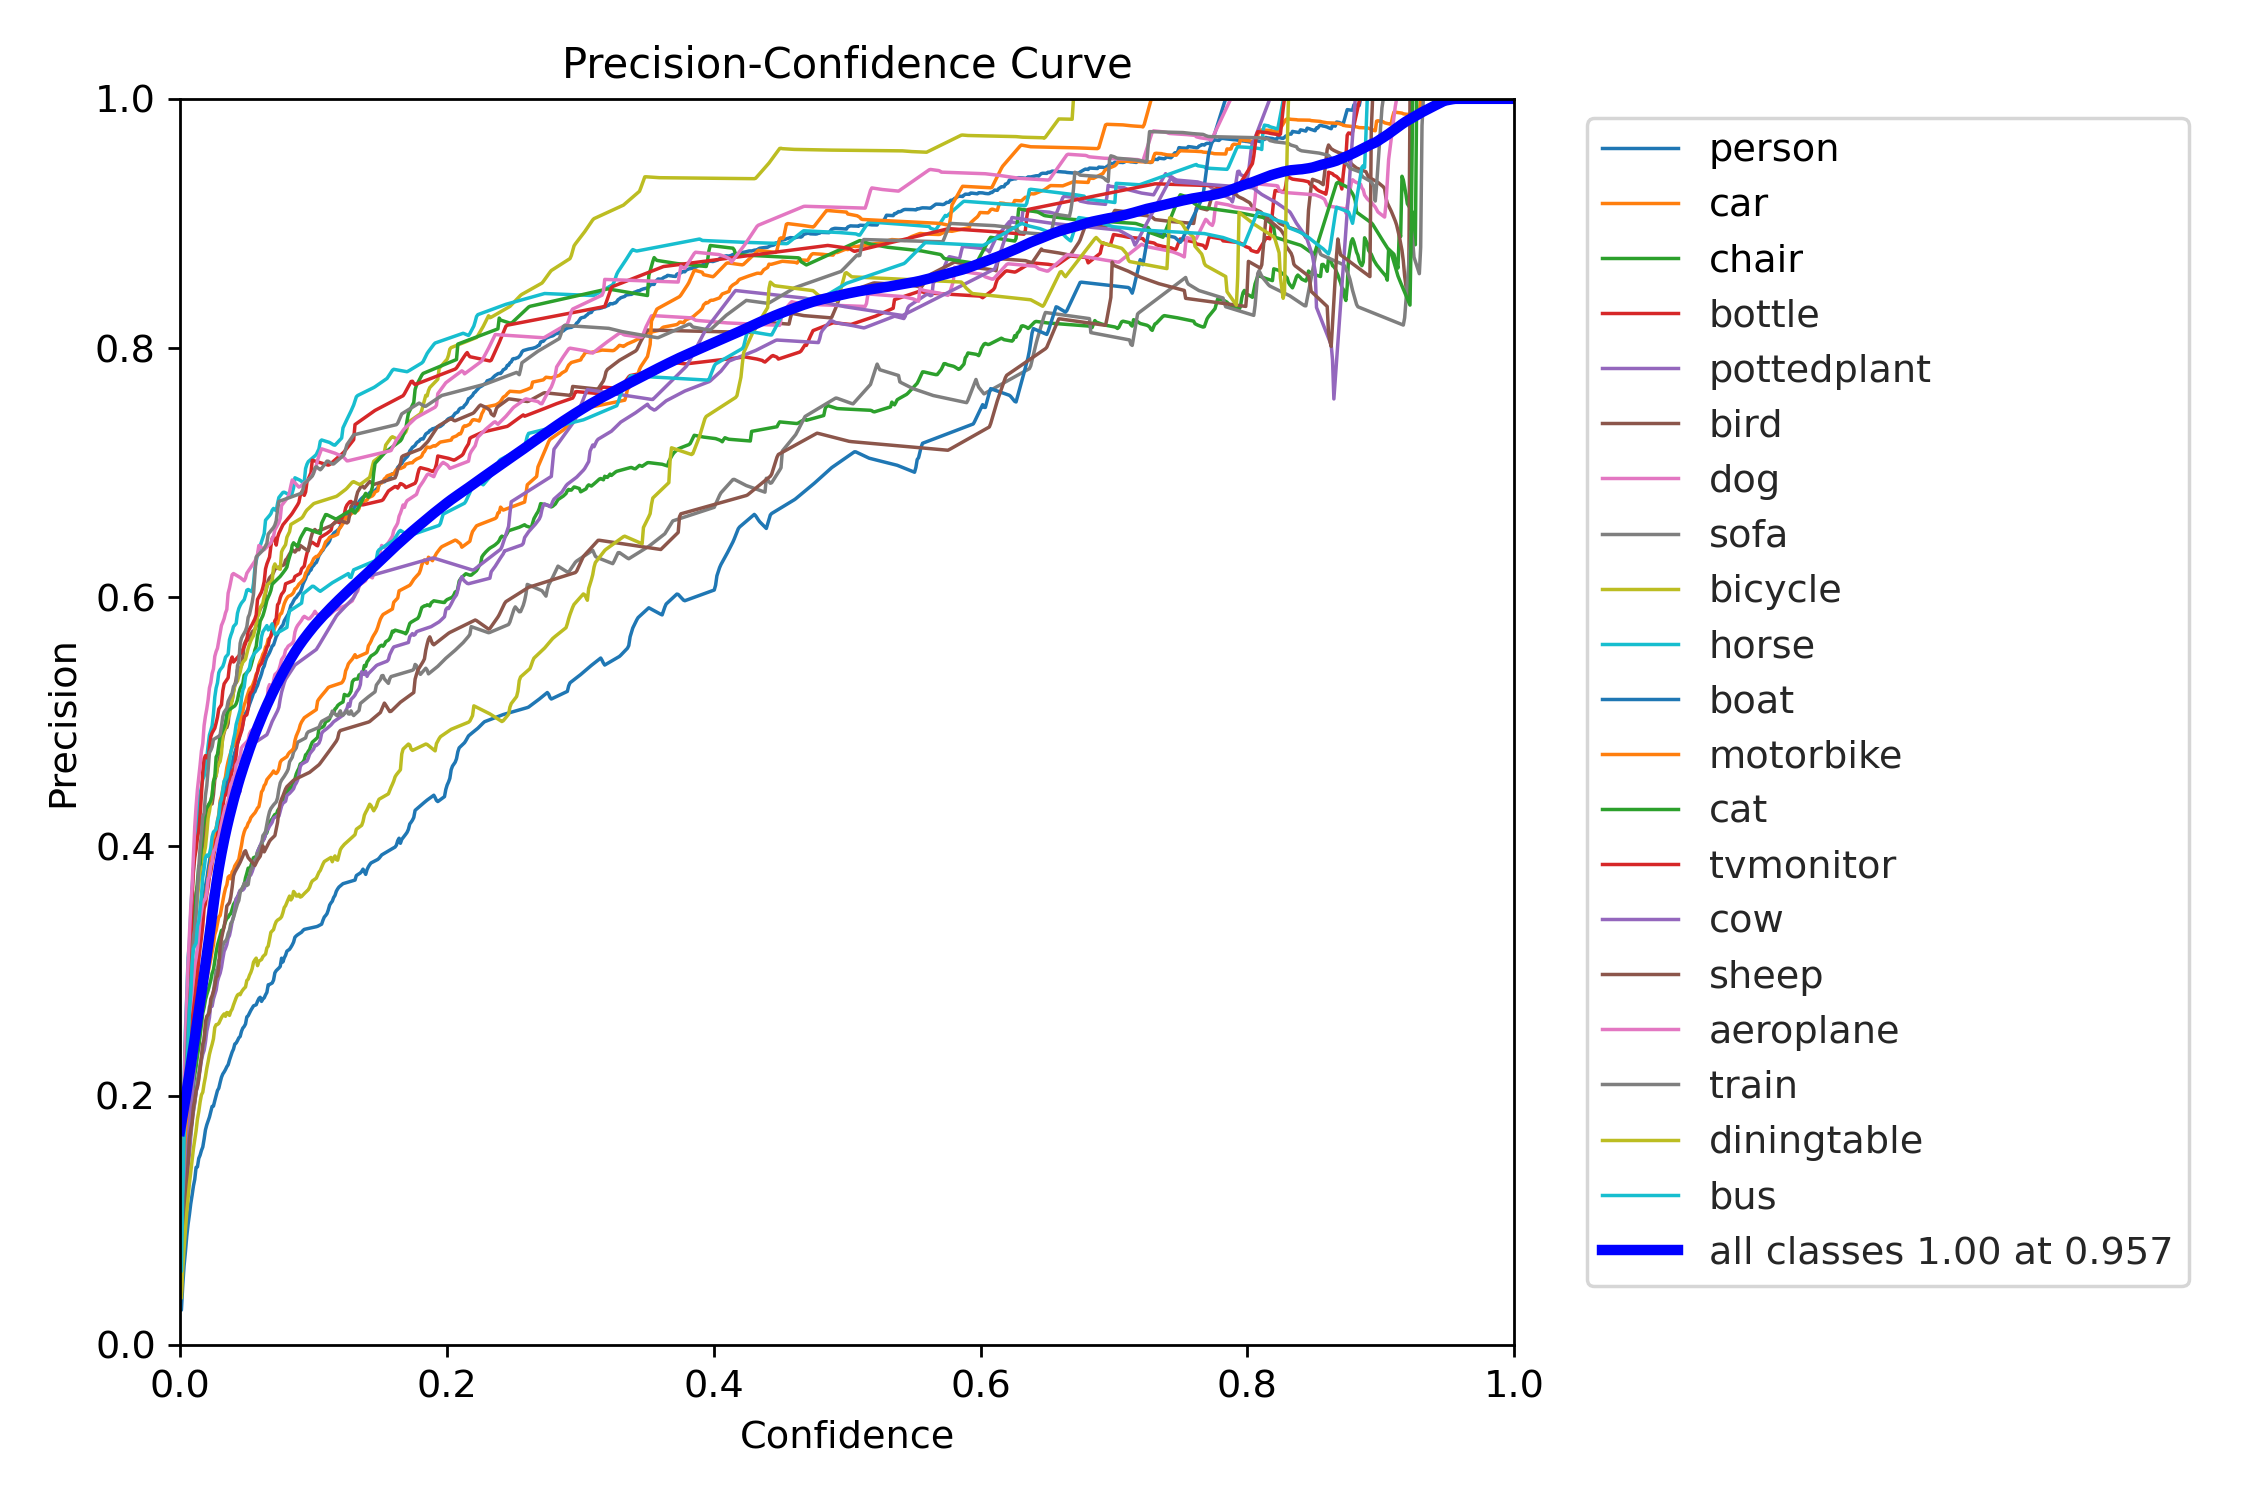 Precision-Confidence Curve
1.0
0.8
0.6
0.4
0.2
0.0
Precision
0.0 0.2 0.4 0.6 0.8 1.0
Confidence
person
car
chair
bottle
pottedplant
bird
dog
sofa
bicycle
horse
boat
motorbike
cat
tvmonitor
cow
sheep
aeroplane
train
diningtable
bus
all classes 1.00 at 0.957